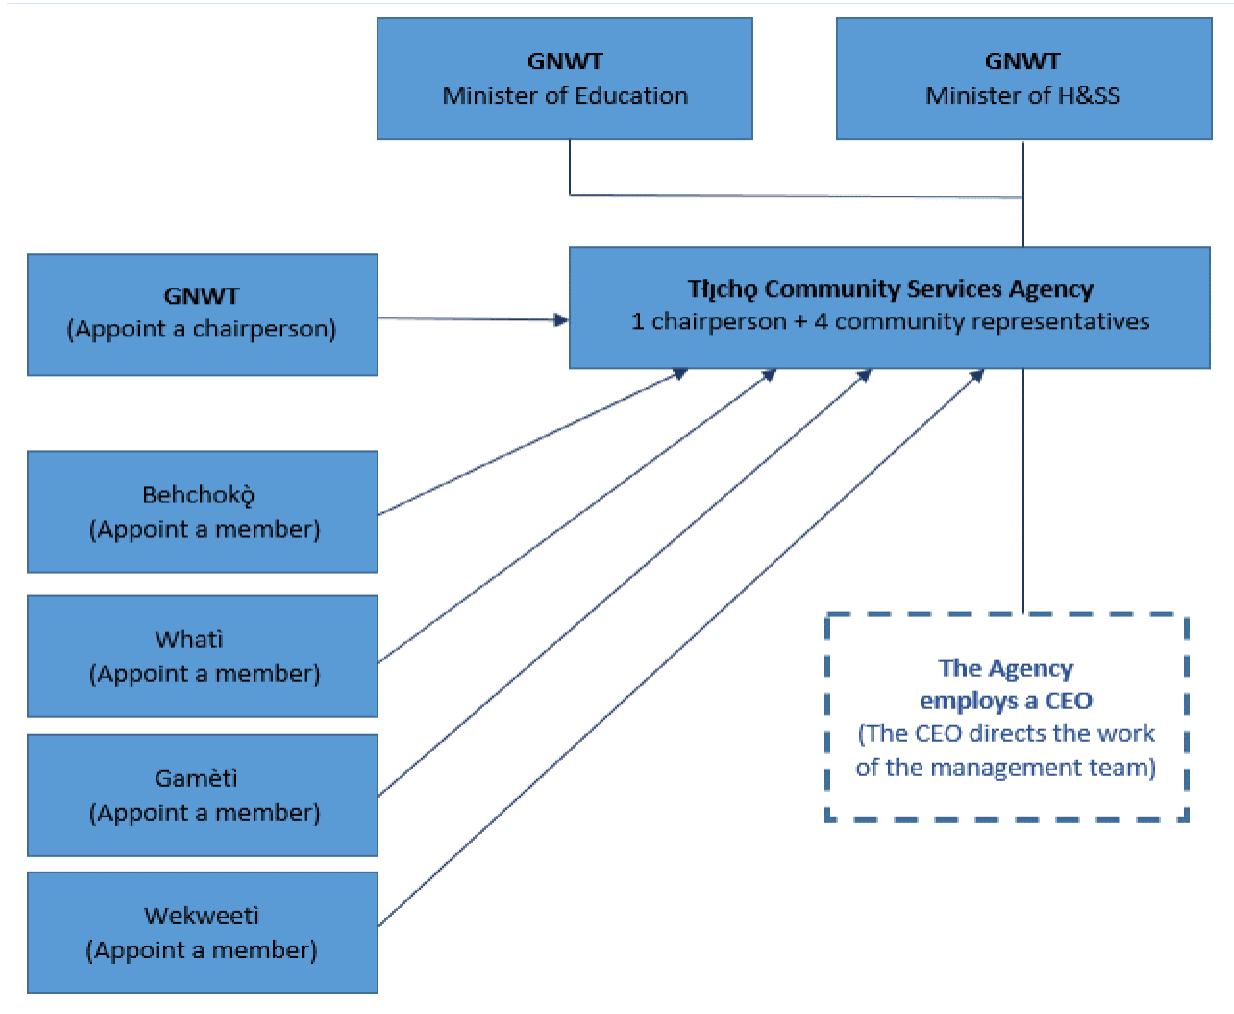 GNWT
Minister of Education
GNWT
Minister of H&SS
GNWT
(Appoint a chairperson)
Tłı̨chǫ Community Services Agency
1 chairperson + 4 community representatives
Behchokǫ̀
(Appoint a member)
Whatì
(Appoint a member)
Gamètì
(Appoint a member)
Wekweetì
(Appoint a member)
The Agency
employs a CEO
(The CEO directs the work
of the management team)